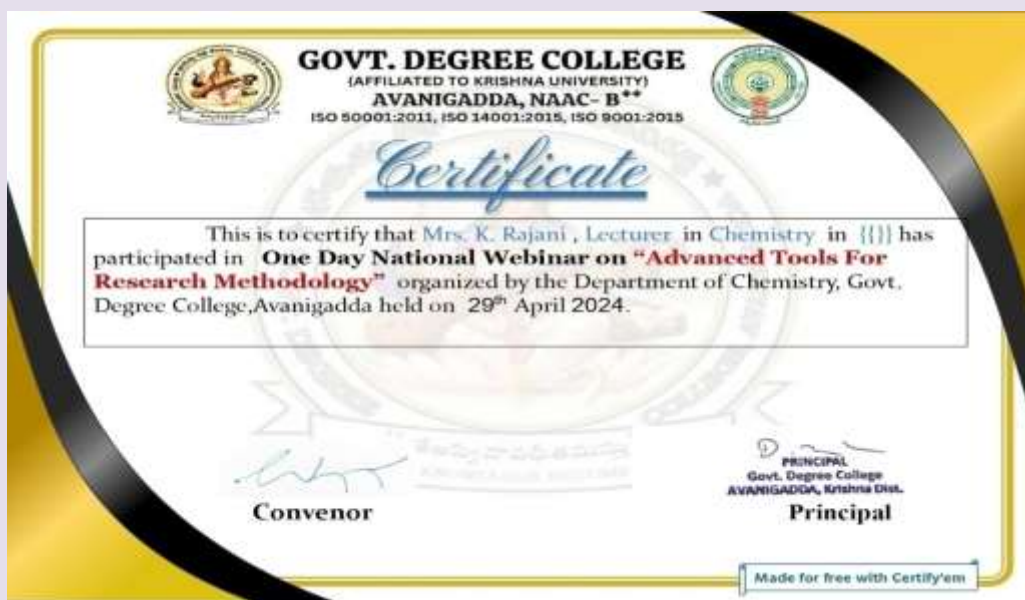 GOVT. DEGREE COLLEGE
(AFFILIATED TO KRISHNA UNIVERSITY)
AVANIGADDA, NAAC- B++
ISO 50001:2011, ISO 14001:2015, ISO 9001:2015
Certificate
This is to certify that Mrs. K. Rajani , Lecturer in Chemistry in {{}} has
participated in One Day National Webinar on “Advanced Tools For
Research Methodology” organized by the Department of Chemistry, Govt.
Degree College,Avanigadda held on 29th April 2024.
Convenor
PRINCIPAL
Govt. Degree College
AVANIGADDA, Krishna Dist.
Principal
Made for free with Certify'em